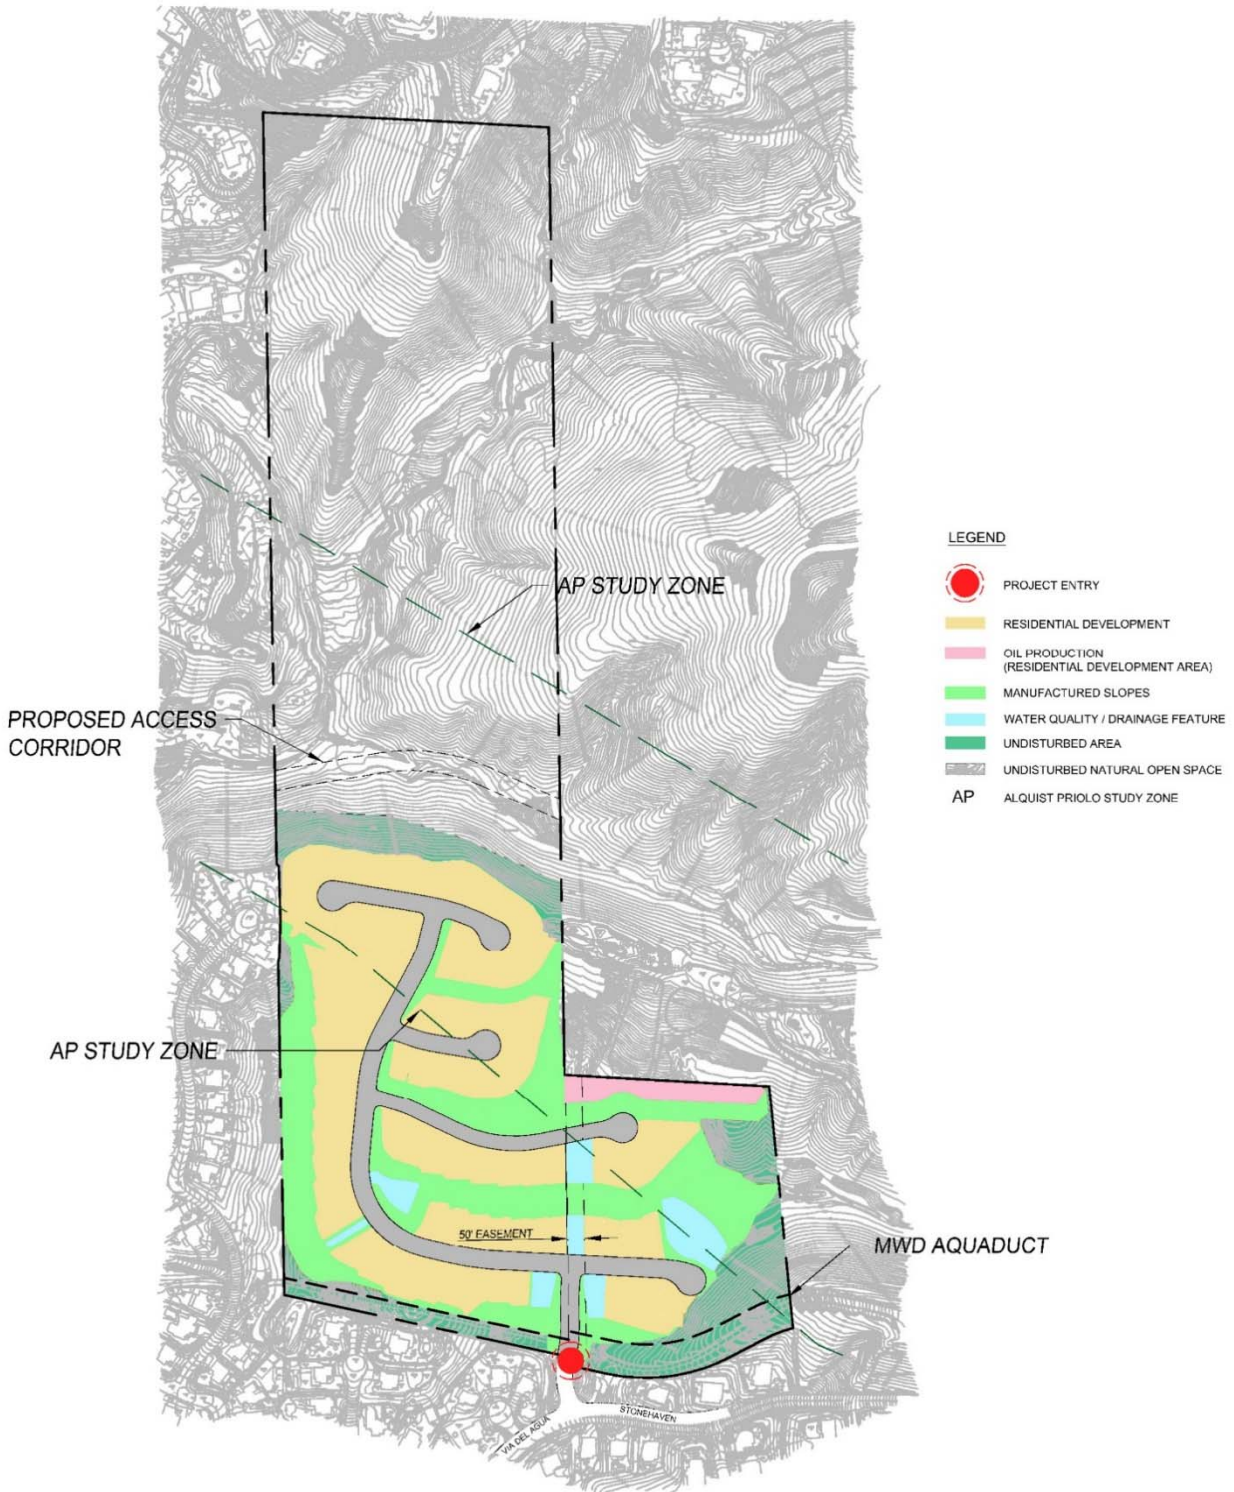 AP STUDY ZONE
LEGEND
PROJECT ENTRY
RESIDENTIAL DEVELOPMENT
OIL PRODUCTION
(RESIDENTIAL DEVELOPMENT AREA)
MANUFACTURED SLOPES
WATER QUALITY / DRAINAGE FEATURE
UNDISTURBED AREA
UNDISTURBED NATURAL OPEN SPACE
AP ALQUIST PRIOLO STUDY ZONE
PROPOSED ACCESS
CORRIDOR
AP STUDY ZONE
50' EASEMENT
MWD AQUADUCT
STONEHAVEN
VIA DEL AGUA